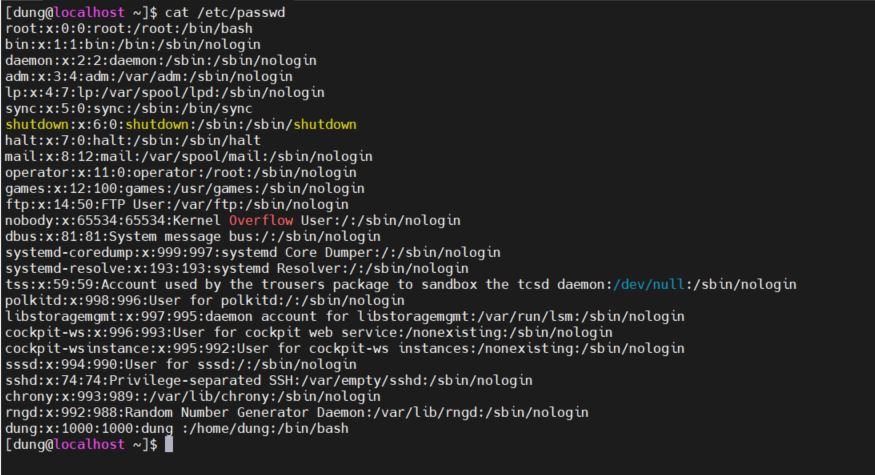 [dung@localhost ~]$ cat /etc/passwd
root:x:0:0:root:/root:/bin/bash
bin:x:1:1:bin:/bin:/sbin/nologin
daemon:x:2:2:daemon:/sbin:/sbin/nologin
adm:x:3:4:adm:/var/adm:/sbin/nologin
lp:x:4:7:lp:/var/spool/lpd:/sbin/nologin
sync:x:5:0:sync:/sbin:/bin/sync
shutdown:x:6:0:shutdown:/sbin:/sbin/shutdown
halt:x:7:0:halt:/sbin:/sbin/halt
mail:x:8:12:mail:/var/spool/mail:/sbin/nologin
operator:x:11:0:operator:/root:/sbin/nologin
games:x:12:100:games:/usr/games:/sbin/nologin
ftp:x:14:50:FTP User:/var/ftp:/sbin/nologin
nobody:x:65534:65534:Kernel Overflow User:/:/sbin/nologin
dbus:x:81:81:System message bus:/:/sbin/nologin
systemd-coredump:x:999:997:systemd Core Dumper:/:/sbin/nologin
systemd-resolve:x:193:193:systemd Resolver:/:/sbin/nologin
tss:x:59:59:Account used by the trousers package to sandbox the tcsd daemon:/dev/null:/sbin/nologin
polkitd:x:998:996:User for polkitd:/:/sbin/nologin
libstoragemgmt:x:997:995:daemon account for libstoragemgmt:/var/run/lsm:/sbin/nologin
cockpit-ws:x:996:993:User for cockpit web service:/nonexisting:/sbin/nologin
cockpit-wsinstance:x:995:992:User for cockpit-ws instances:/nonexisting:/sbin/nologin
sssd:x:994:990:User for sssd:/:/sbin/nologin
sshd:x:74:74:Privilege-separated SSH:/var/empty/sshd:/sbin/nologin
chrony:x:993:989::/var/lib/chrony:/sbin/nologin
rngd:x:992:988:Random Number Generator Daemon:/var/lib/rngd:/sbin/nologin
dung:x:1000:1000:dung :/home/dung:/bin/bash
[dung@localhost ~]$